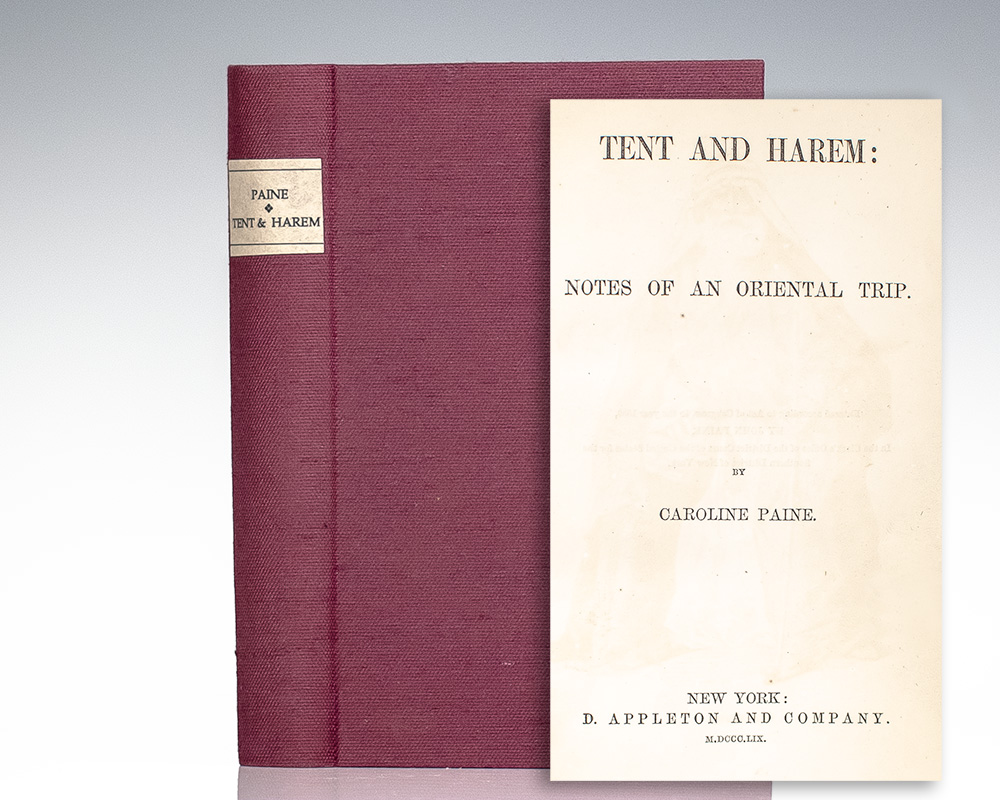 PAINE
TENT & HAREM
TENT AND HAREM:
NOTES OF AN ORIENTAL TRIP.
BY
CAROLINE PAINE.
NEW YORK:
D. APPLETON AND COMPANY.
M.DCCC.LIX.